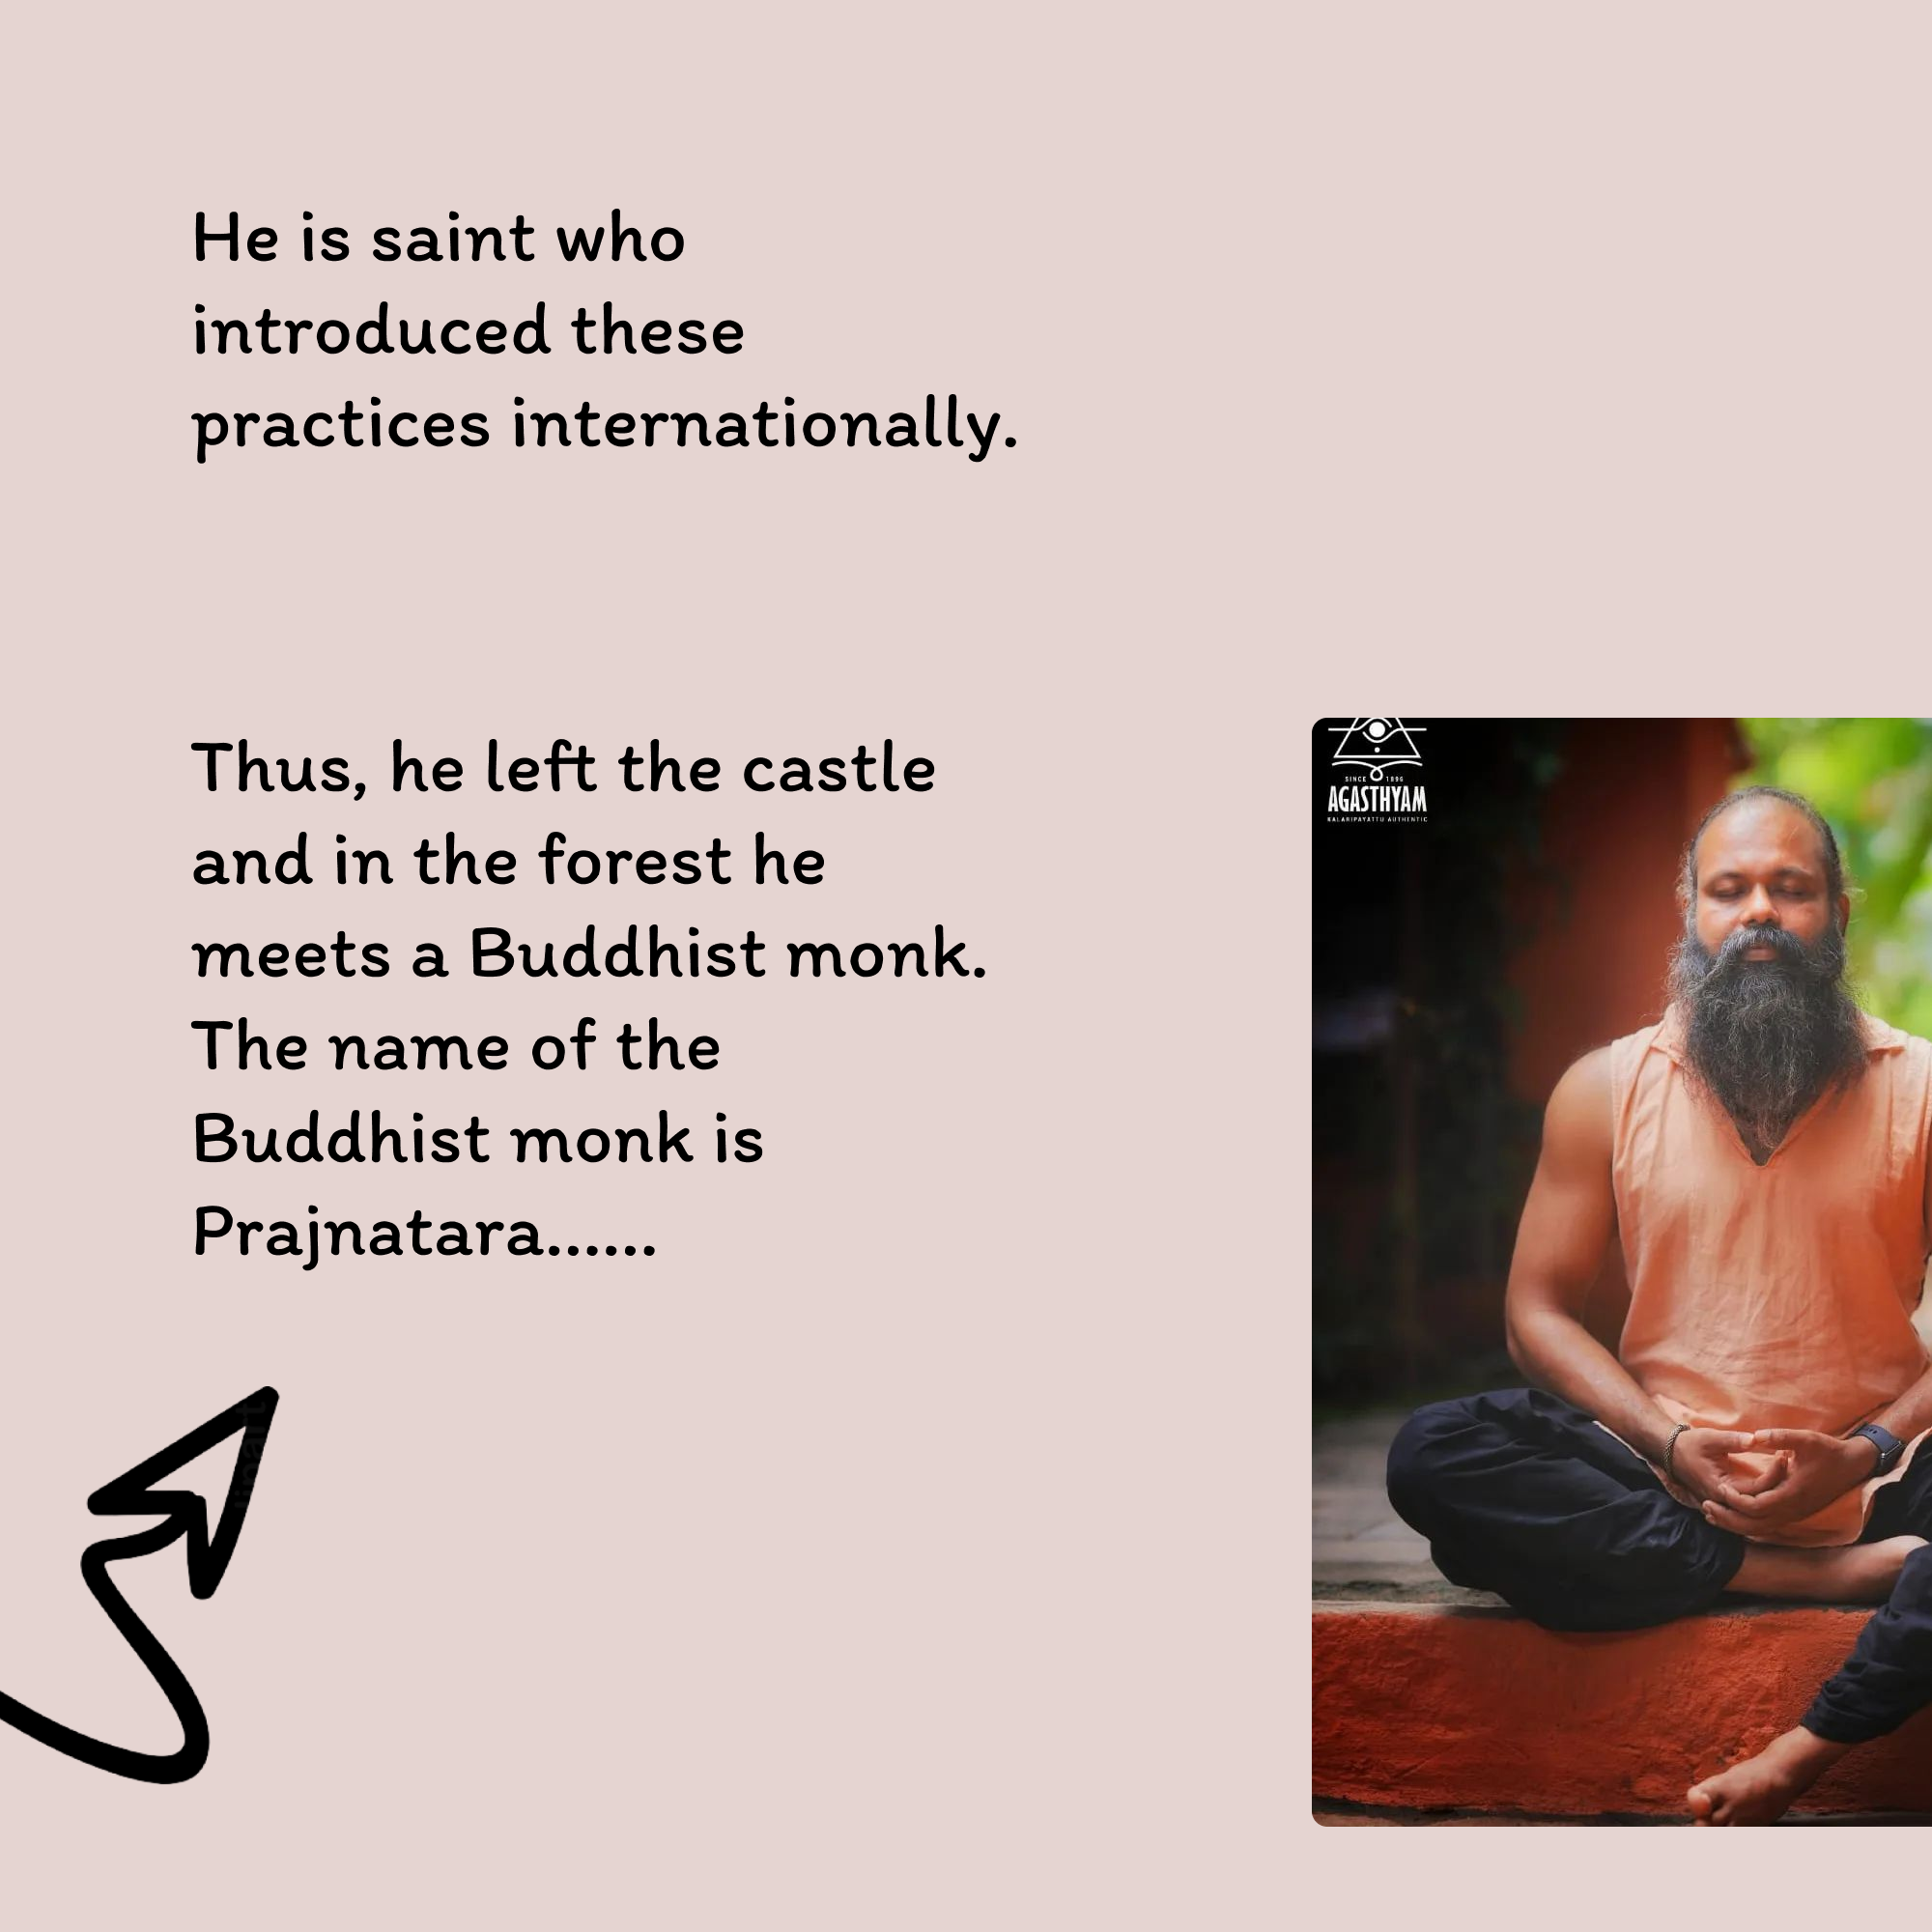 He is saint who
introduced these
practices internationally.
Thus, he left the castle
and in the forest he
meets a Buddhist monk.
The name of the
Buddhist monk is
Prajnatara......
SINCE 1896
AGASTHYAM
KALARIPAYATTU AUTHENTIC